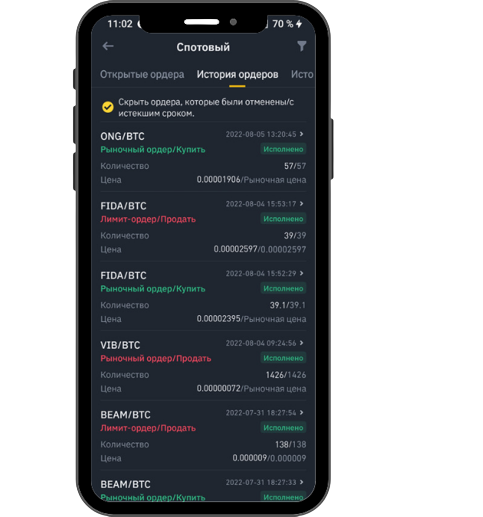 11:02
70 %
Спотовый
Открытые ордера История ордеров Исто
Скрыть ордера, которые были отменены/с
истекшим сроком.
ONG/BTC 2022-08-05 13:20:45
Рыночный ордер/Купить Исполнено
Количество 57/57
Цена 0.00001906/Рыночная цена
FIDA/BTC 2022-08-04 15:53:17
Лимит-ордер/Продать Исполнено
Количество 39/39
Цена 0.00002597/0.00002597
FIDA/BTC 2022-08-04 15:52:29
Рыночный ордер/Купить Исполнено
Количество 39.1/39.1
Цена 0.00002395/Рыночная цена
VIB/BTC 2022-08-04 09:24:56
Рыночный ордер/Продать Исполнено
Количество 1426/1426
Цена 0.00000072/Рыночная цена
BEAM/BTC 2022-07-31 18:27:54
Лимит-ордер/Продать Исполнено
Количество 138/138
Цена 0.000009/0.000009
BEAM/BTC 2022-07-31 18:27:33
Рыночный ордер/Купить Исполнено